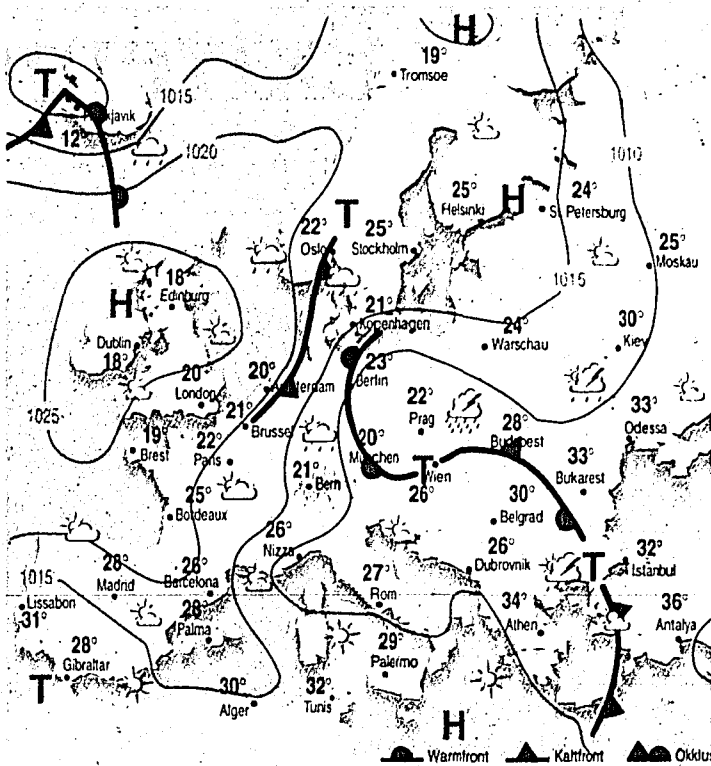 H
19°
Tromsoe
T
1015
12°
1020
1010
25°
Helsinki
H
24°
St. Petersburg
22°
Oslo
T
25°
Stockholm
25°
Moskau
1015
18°
Edinburg
H
Dublin
18°
21°
Kopenhagen
24°
Warschau
30°
Kiev
1025
20°
London
20°
Amsterdam
23°
Berlin
22°
Prag
28°
Budapest
33°
Odessa
19°
Brest
21°
Brussel
22°
Paris
20°
München
21°
Bern
T
Wien
26°
33°
Bukarest
25°
Bordeaux
30°
Belgrad
26°
Nizza
26°
Dubrovnik
T
32°
Istanbul
1015
28°
Madrid
26°
Barcelona
27°
Rom
34°
Athen
36°
Antalya
Lissabon
31°
28°
Palma
28°
Gibraltar
T
29°
Palermo
30°
Alger
32°
Tunis
H
Warmfront
Kaltfront
Okklus